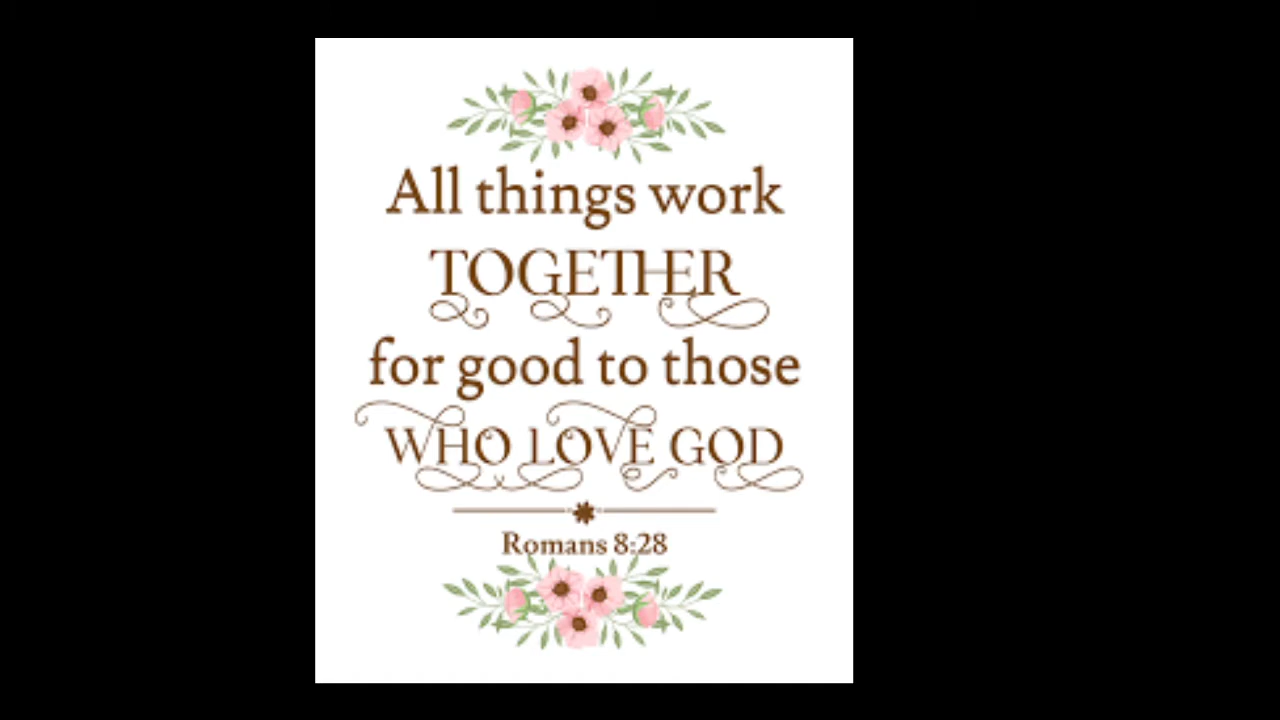 All things work
TOGETHER
for good to those
WHO LOVE GOD
Romans 8:28